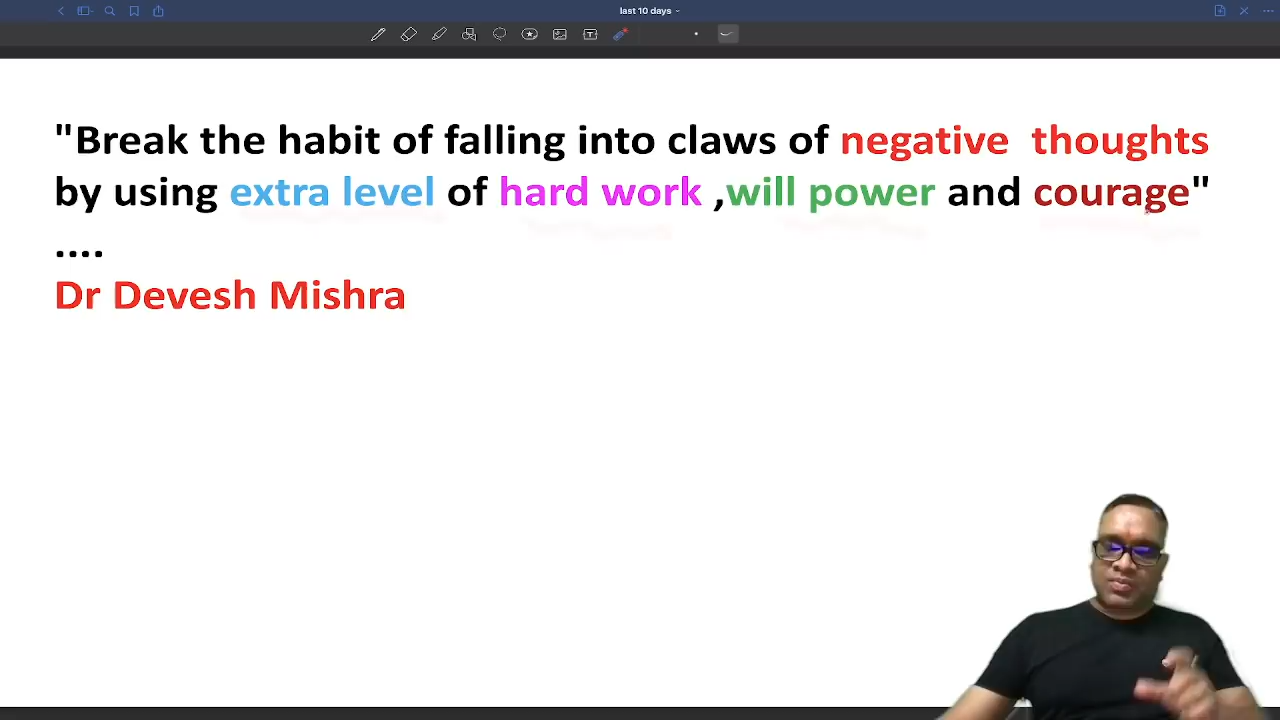 last 10 days
"Break the habit of falling into claws of negative thoughts
by using extra level of hard work ,will power and courage"
....
Dr Devesh Mishra